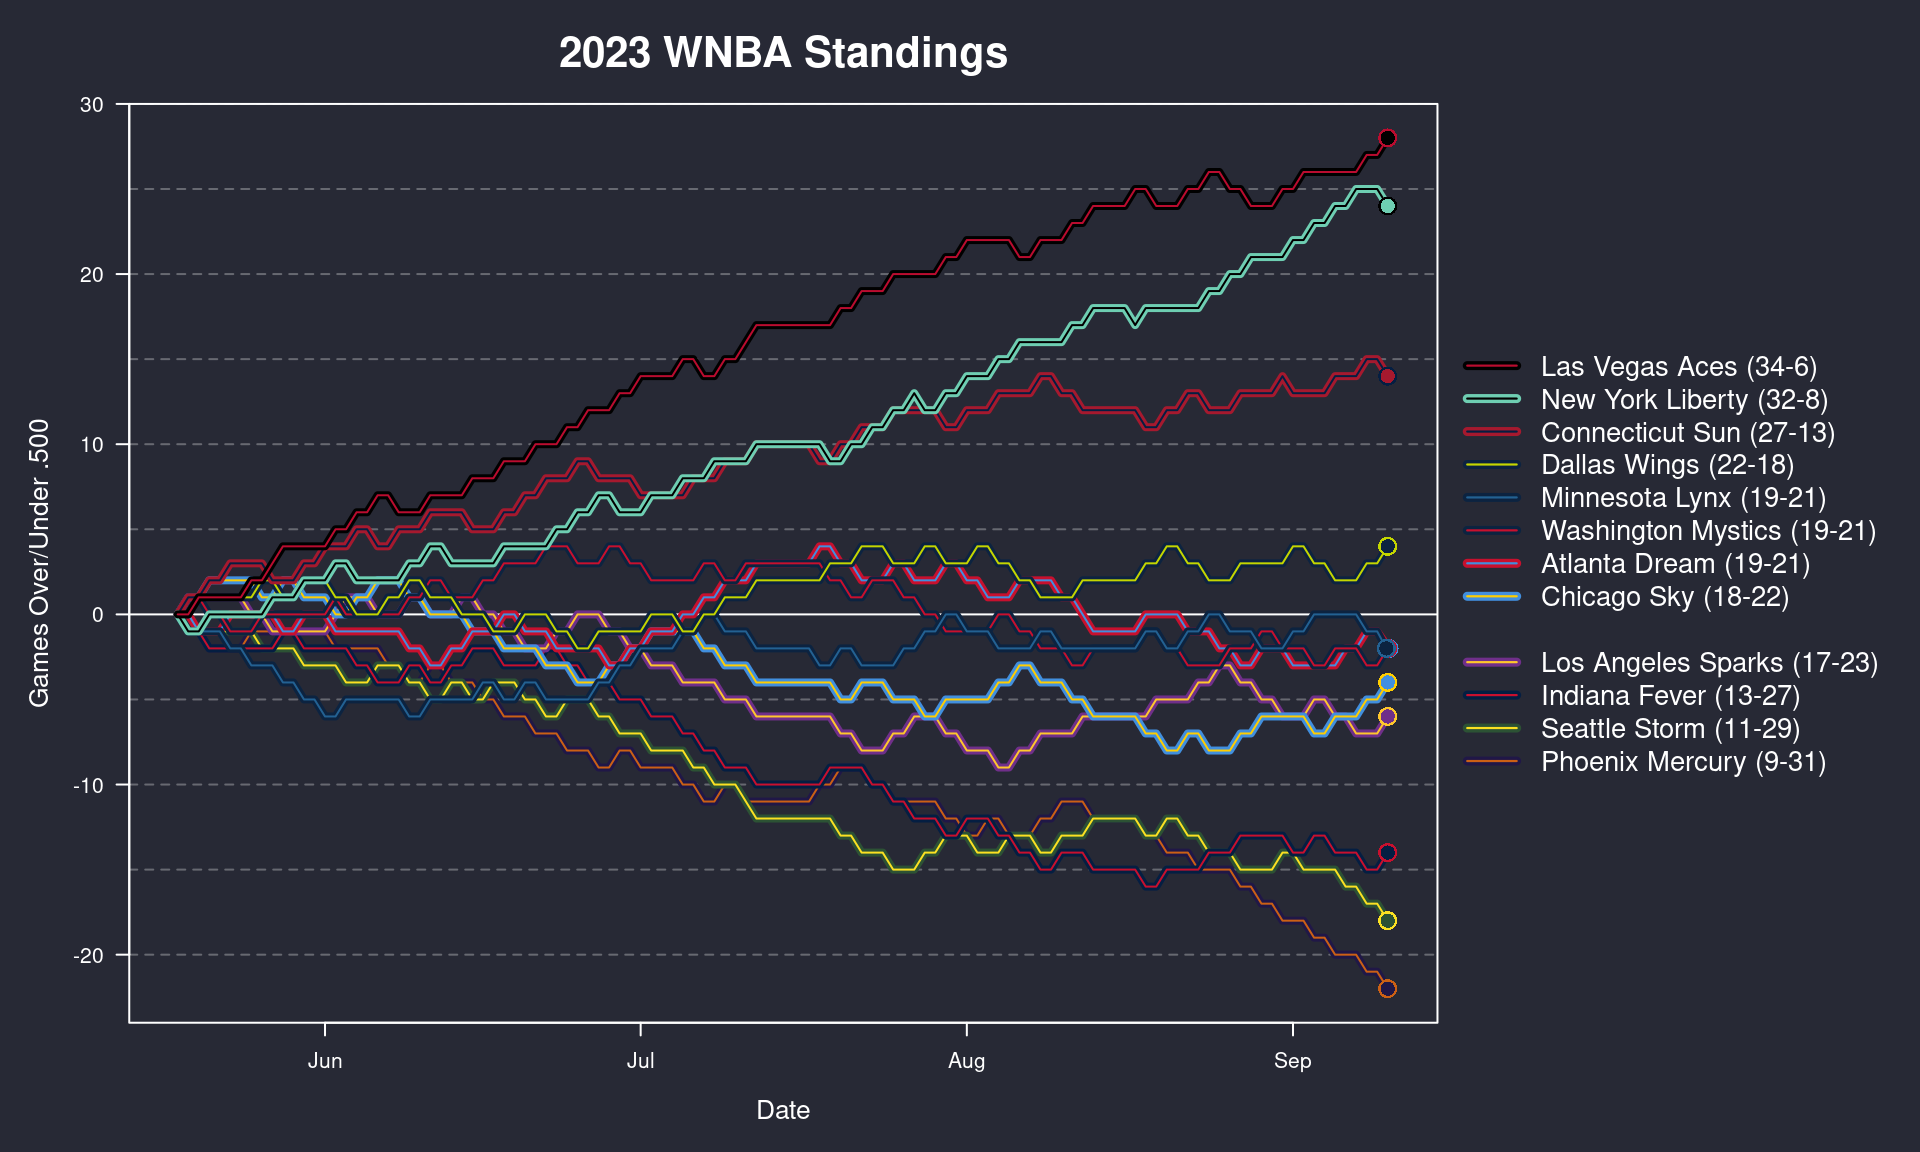 2023 WNBA Standings
30
20
10
0
-10
-20
Games Over/Under .500
Jun
Jul
Aug
Sep
Date
Las Vegas Aces (34-6)
New York Liberty (32-8)
Connecticut Sun (27-13)
Dallas Wings (22-18)
Minnesota Lynx (19-21)
Washington Mystics (19-21)
Atlanta Dream (19-21)
Chicago Sky (18-22)
Los Angeles Sparks (17-23)
Indiana Fever (13-27)
Seattle Storm (11-29)
Phoenix Mercury (9-31)